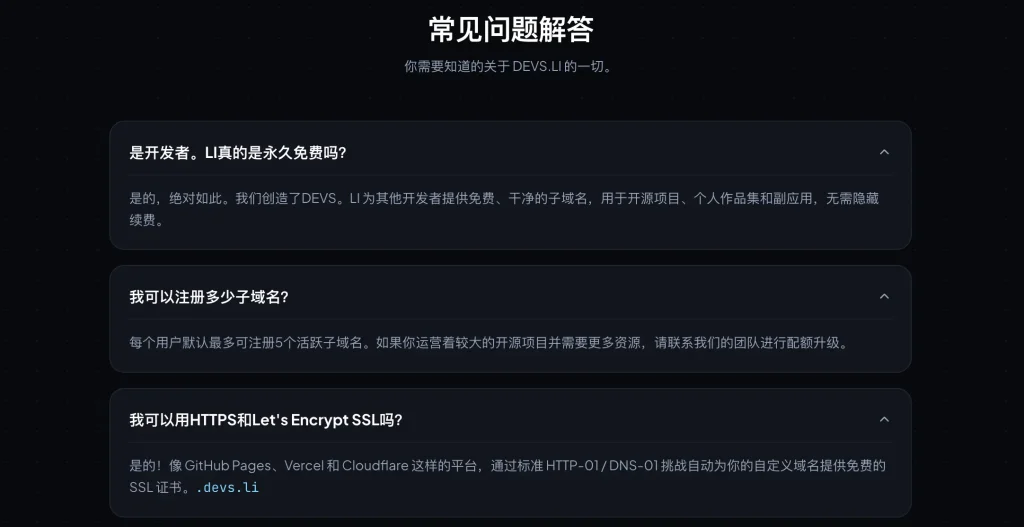 常见问题解答
你需要知道的关于 DEVS.LI 的一切。
是开发者。LI真的是永久免费吗?
是的，绝对如此。我们创造了DEVS。LI 为其他开发者提供免费、干净的子域名，用于开源项目、个人作品集和副应用，无需隐藏
续费。
我可以注册多少子域名?
每个用户默认最多可注册5个活跃子域名。如果你运营着较大的开源项目并需要更多资源，请联系我们的团队进行配额升级。
我可以用HTTPS和Let's Encrypt SSL吗?
是的！像 GitHub Pages、Vercel 和 Cloudflare 这样的平台，通过标准 HTTP-01 / DNS-01 挑战自动为你的自定义域名提供免费的
SSL 证书。.devs.li